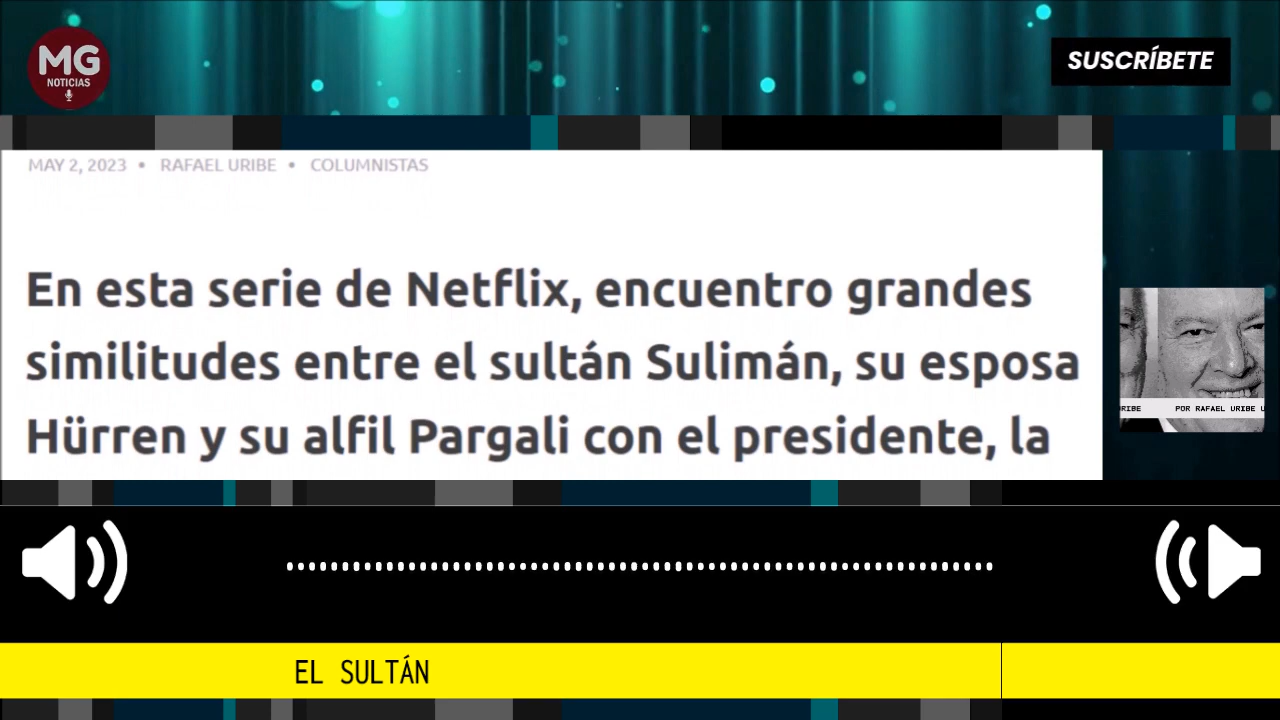 MG
NOTICIAS
SUSCRÍBETE
MAY 2, 2023 • RAFAEL URIBE • COLUMNISTAS
En esta serie de Netflix, encuentro grandes
similitudes entre el sultán Sulimán, su esposa
Hürren y su alfil Pargali con el presidente, la
RIBE POR RAFAEL URIBE U
EL SULTÁN